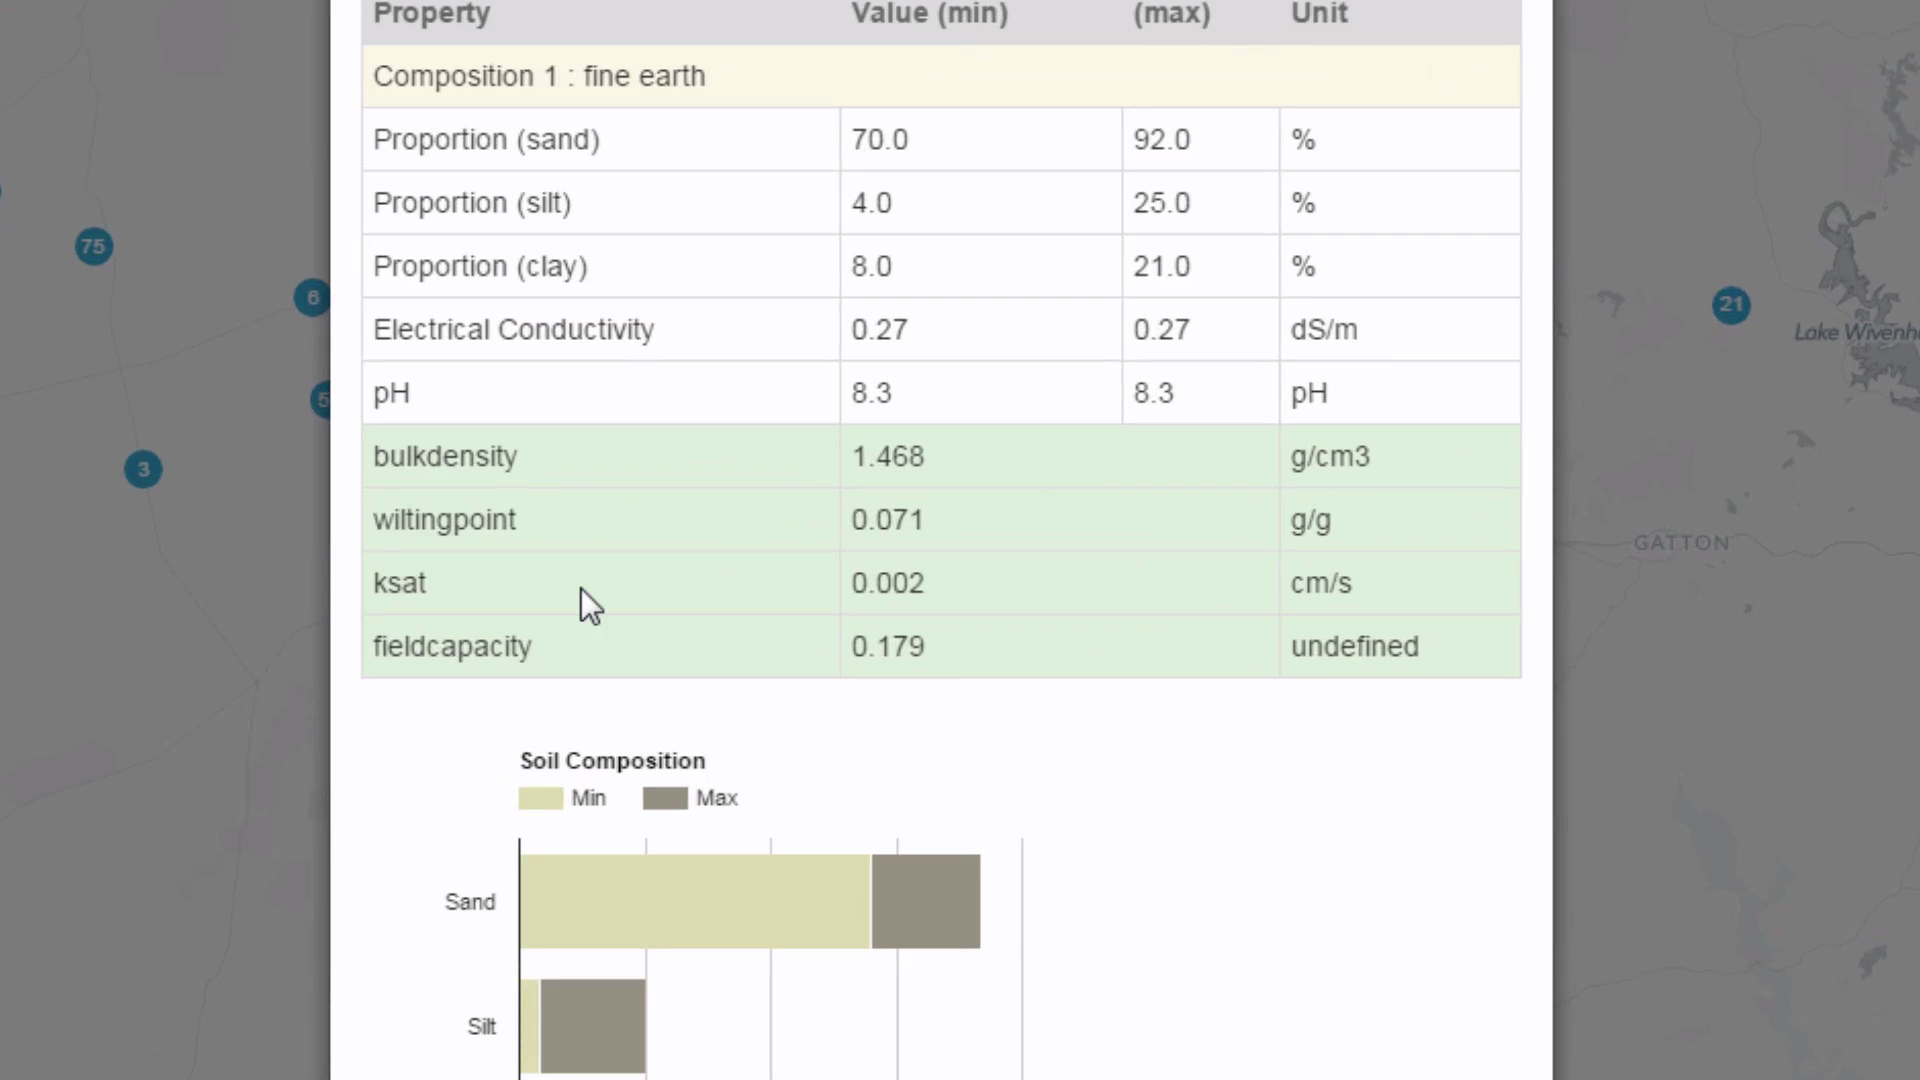 Property Value (min) (max) Unit
Composition 1 : fine earth
Proportion (sand) 70.0 92.0 %
Proportion (silt) 4.0 25.0 %
Proportion (clay) 8.0 21.0 %
Electrical Conductivity 0.27 0.27 dS/m
pH 8.3 8.3 pH
bulkdensity 1.468 g/cm3
wiltingpoint 0.071 g/g
ksat 0.002 cm/s
fieldcapacity 0.179 undefined
Soil Composition
Min Max
Sand
Silt
75
6
5
3
21
Lake Wivenh
GATTON